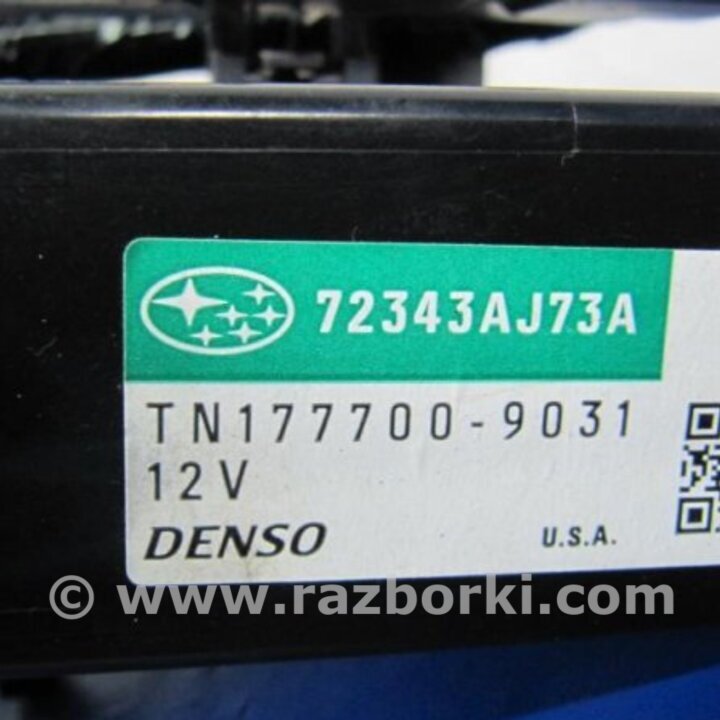 72343AJ73A
TN177700-9031
12V
DENSO
U.S.A.
© www.razborki.com